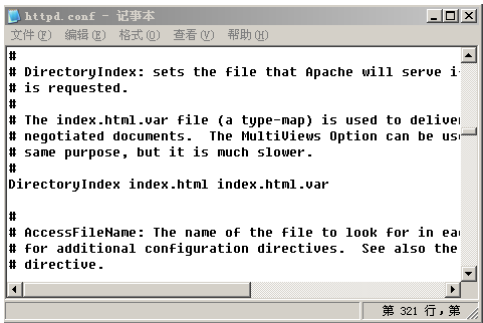 httpd.conf - 记事本
文件(F) 编辑(E) 格式(O) 查看(V) 帮助(H)
#
# DirectoryIndex: sets the file that Apache will serve i
# is requested.
#
# The index.html.var file (a type-map) is used to deliver
# negotiated documents.  The MultiViews Option can be use
# same purpose, but it is much slower.
#
DirectoryIndex index.html index.html.var
#
# AccessFileName: The name of the file to look for in ea
# for additional configuration directives.  See also the
# directive.
第 321 行，第